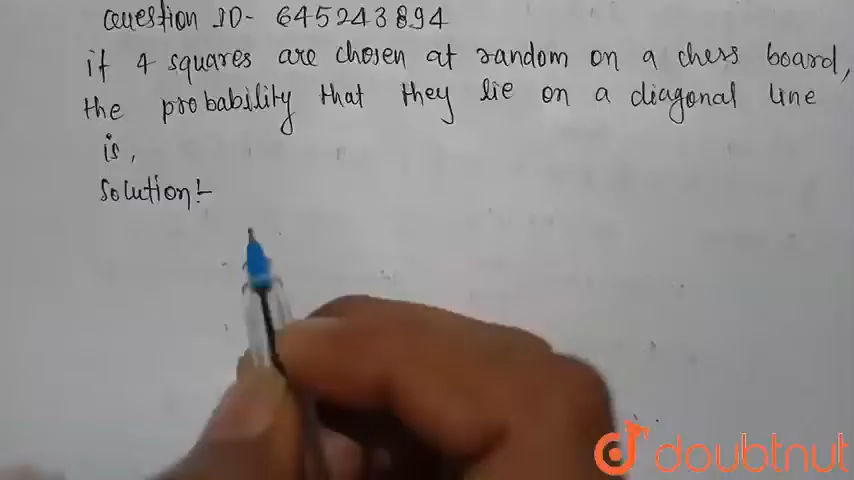 Question ID- 645243894
if 4 squares are chosen at random on a chess board,
the probability that they lie on a diagonal line
is,
Solution!-
doubtnut